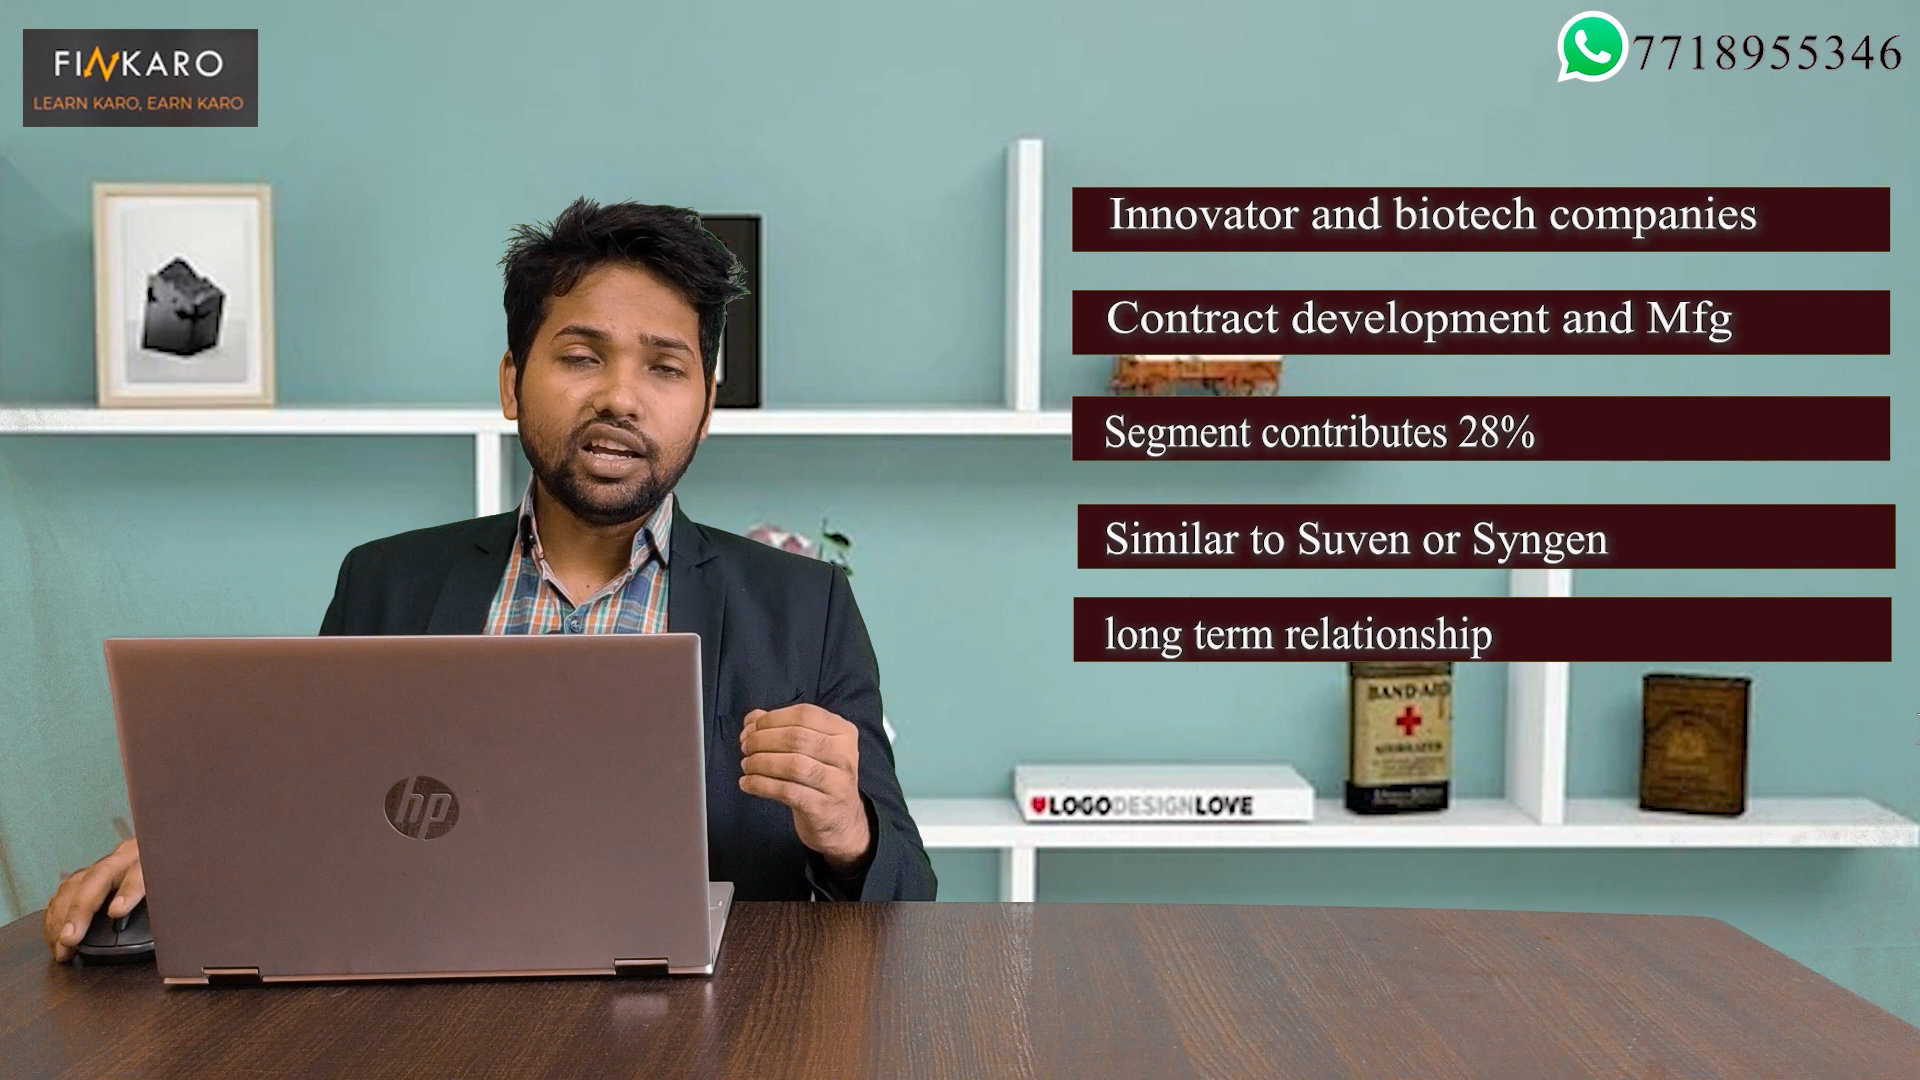 FINKARO
LEARN KARO, EARN KARO
7718955346
Innovator and biotech companies
Contract development and Mfg
Segment contributes 28%
Similar to Suven or Syngen
long term relationship
hp
BAND-AID
LOGODESIGNLOVE